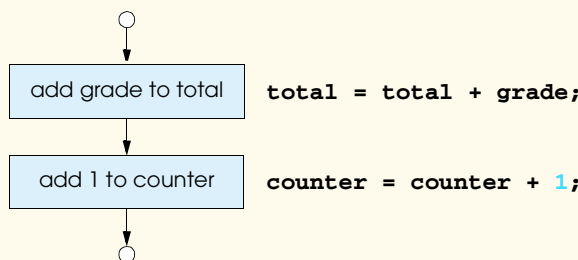 add grade to total total = total + grade;
add 1 to counter counter = counter + 1;